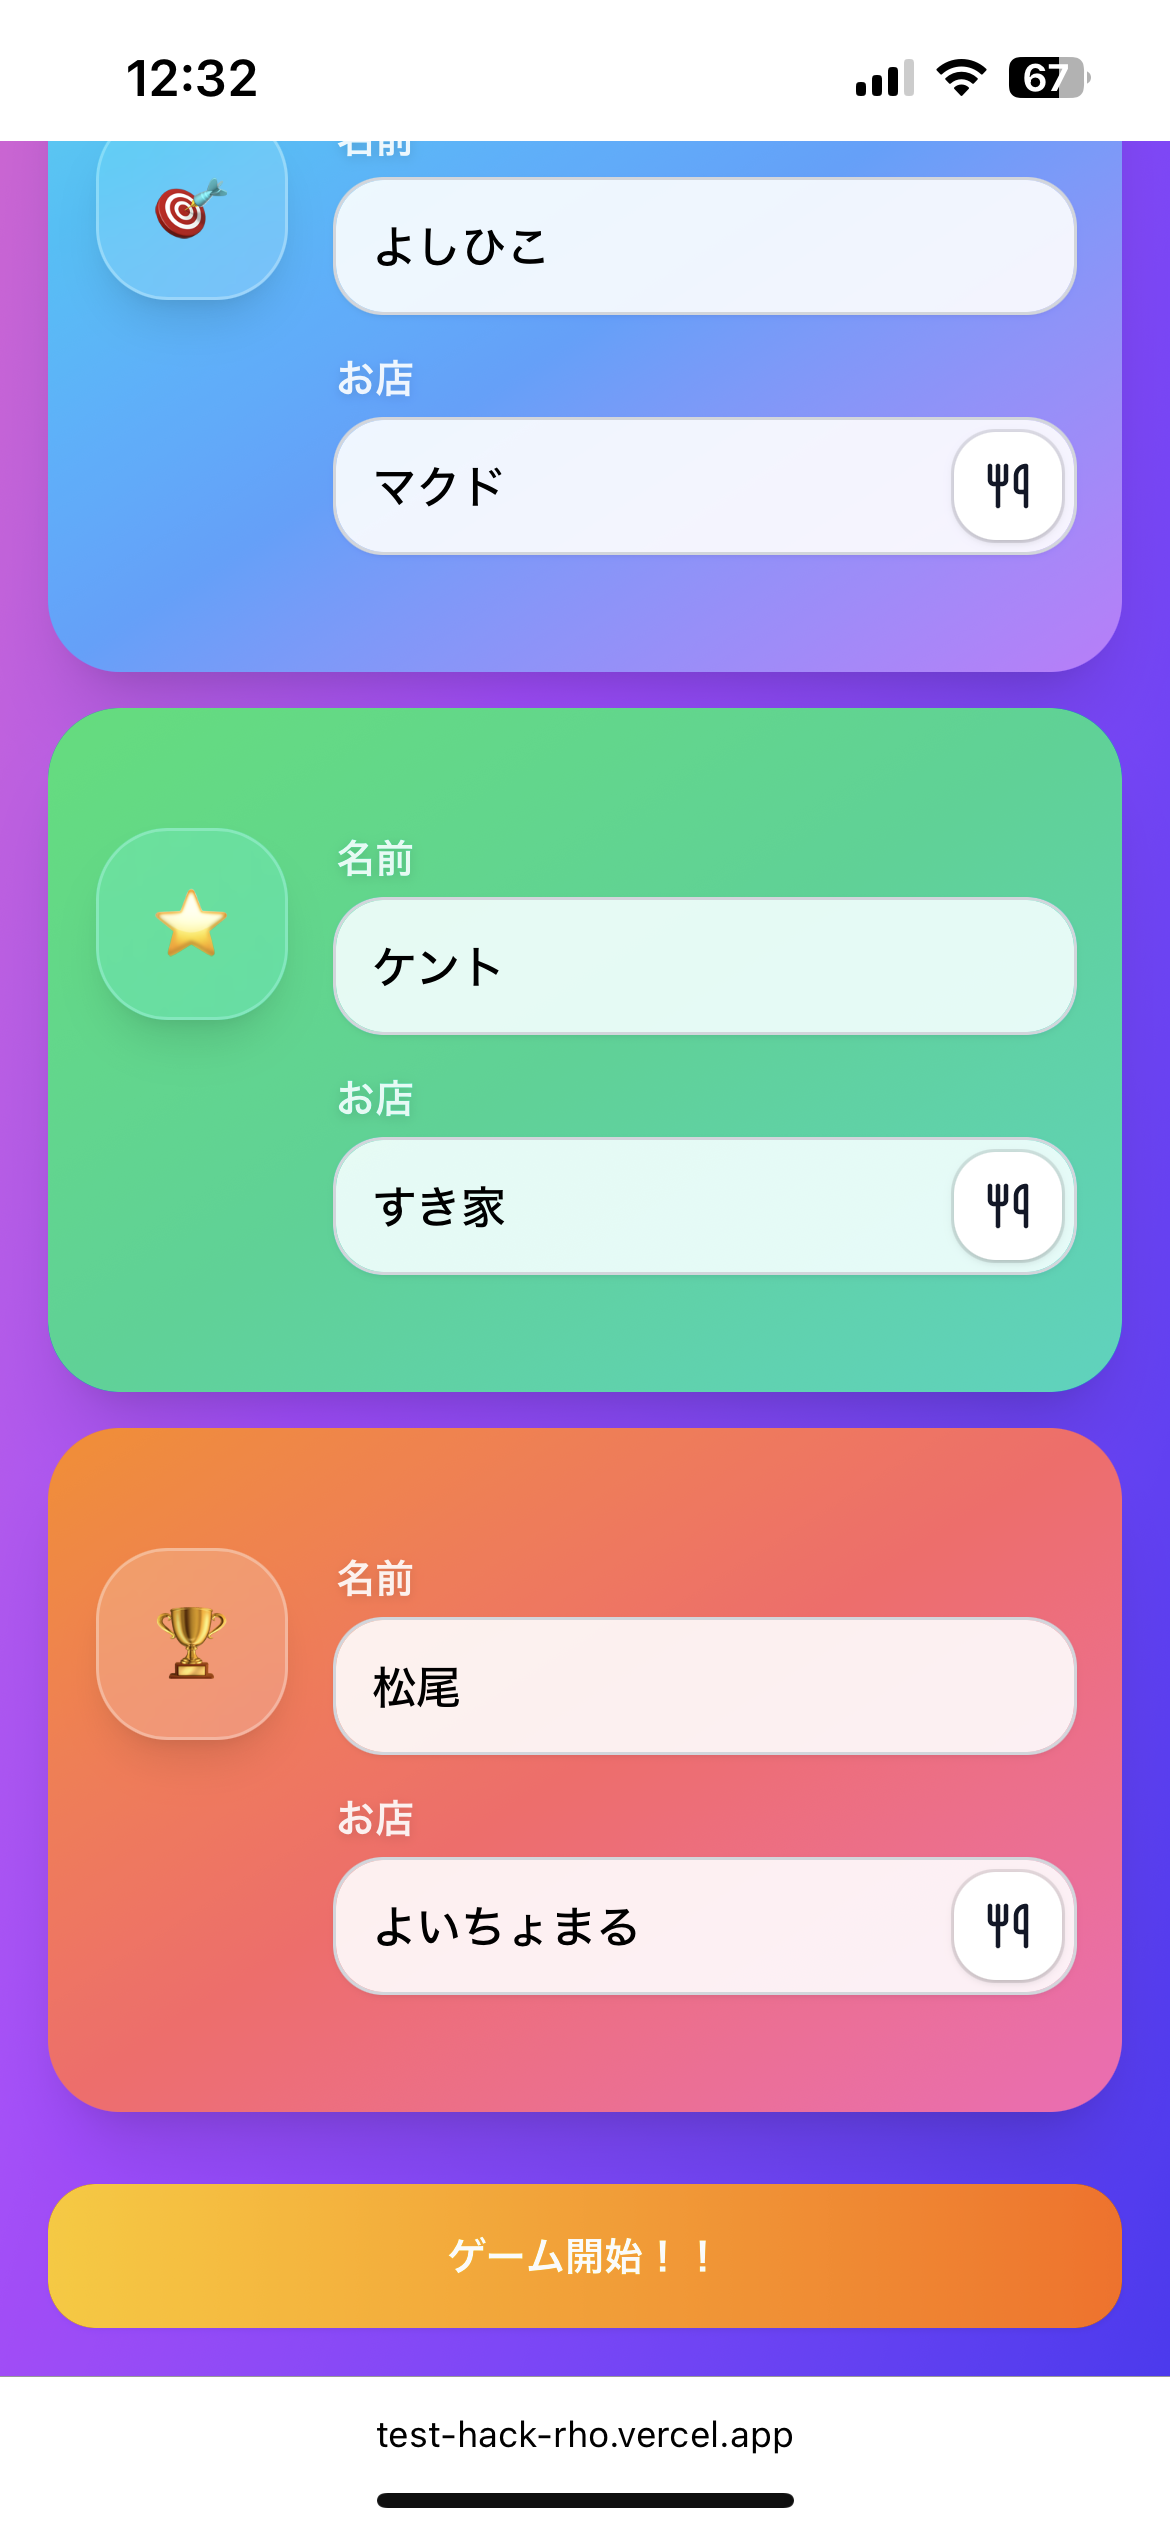 12:32
67
名前
よしひこ
お店
マクド
名前
ケント
お店
すき家
名前
松尾
お店
よいちょまる
ゲーム開始！！
test-hack-rho.vercel.app